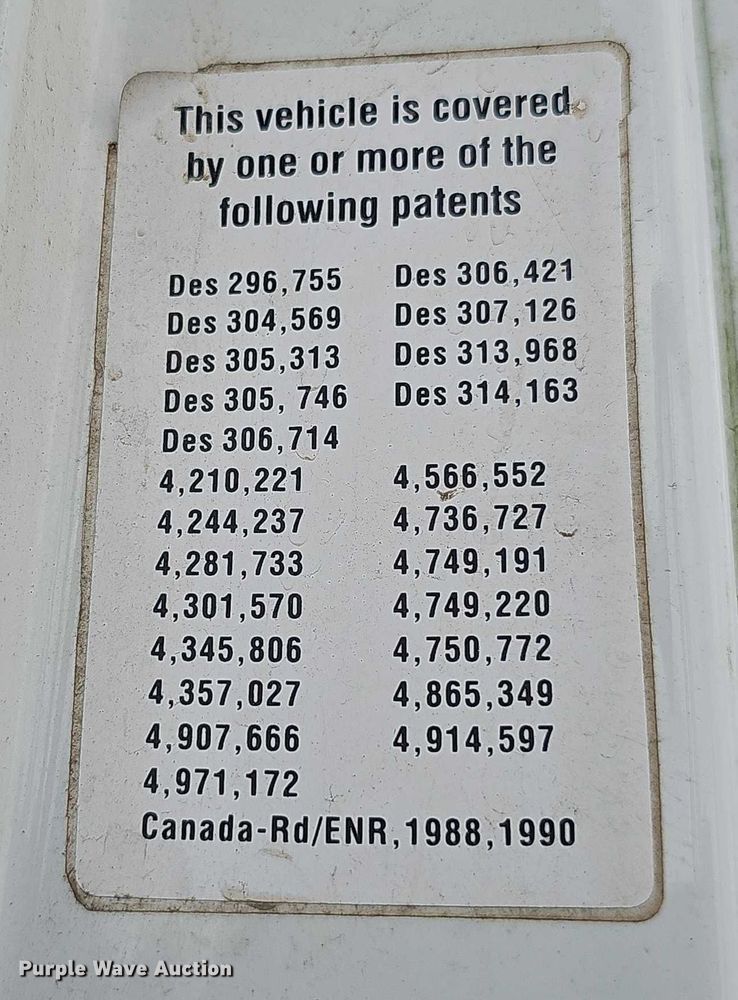 This vehicle is covered
by one or more of the
following patents
Des 296,755 Des 306,421
Des 304,569 Des 307,126
Des 305,313 Des 313,968
Des 305, 746 Des 314,163
Des 306,714
4,210,221 4,566,552
4,244,237 4,736,727
4,281,733 4,749,191
4,301,570 4,749,220
4,345,806 4,750,772
4,357,027 4,865,349
4,907,666 4,914,597
4,971,172
Canada-Rd/ENR,1988,1990
Purple Wave Auction